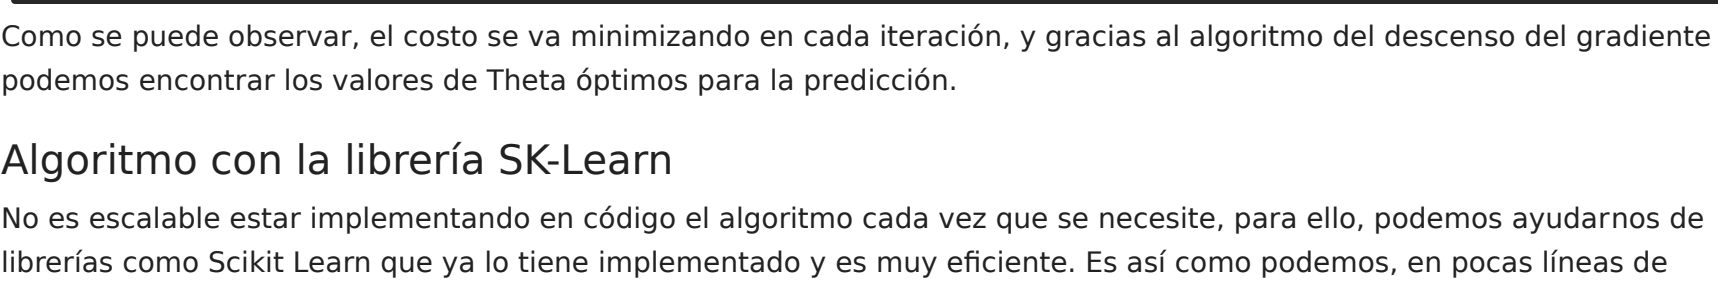 Como se puede observar, el costo se va minimizando en cada iteración, y gracias al algoritmo del descenso del gradiente
podemos encontrar los valores de Theta óptimos para la predicción.
Algoritmo con la librería SK-Learn
No es escalable estar implementando en código el algoritmo cada vez que se necesite, para ello, podemos ayudarnos de
librerías como Scikit Learn que ya lo tiene implementado y es muy eficiente. Es así como podemos, en pocas líneas de